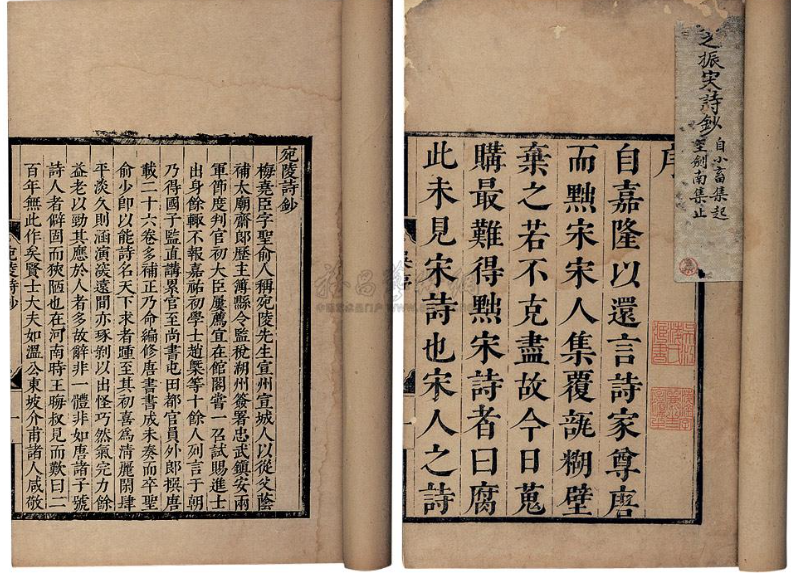 之振宋詩鈔
自小畜集起
至劍南集止
序
自嘉隆以還言詩家尊唐
而黜宋宋人集覆瓿糊壁
棄之若不克盡故今日蒐
購最難得黜宋詩者曰腐
此未見宋詩也宋人之詩
宛陵詩鈔
梅堯臣字聖俞人稱宛陵先生宣州宣城人以從父蔭
補太廟齋郎歷主簿縣令監稅湖州簽署忠武鎮安兩
軍節度判官初大臣屢薦宜在館閣嘗一召試賜進士
出身餘輒不報嘉祐初學士趙槩等十餘人列言于朝
乃得國子監直講累官至尚書屯田都官員外郎撰唐
載二十六卷多補正乃命編修唐書書成未奏而卒聖
俞少即以能詩名天下求者踵至其初喜為清麗閒肆
平淡久則涵演深遠間亦琢剝以出怪巧然氣完力餘
益老以勁其應於人者多故辭非一體非如唐諸子號
詩人者僻固而狹陋也在河南時王晦叔見而歎曰二
百年無此作矣賢士大夫如溫公東坡介甫諸人咸敬
宛陵詩鈔